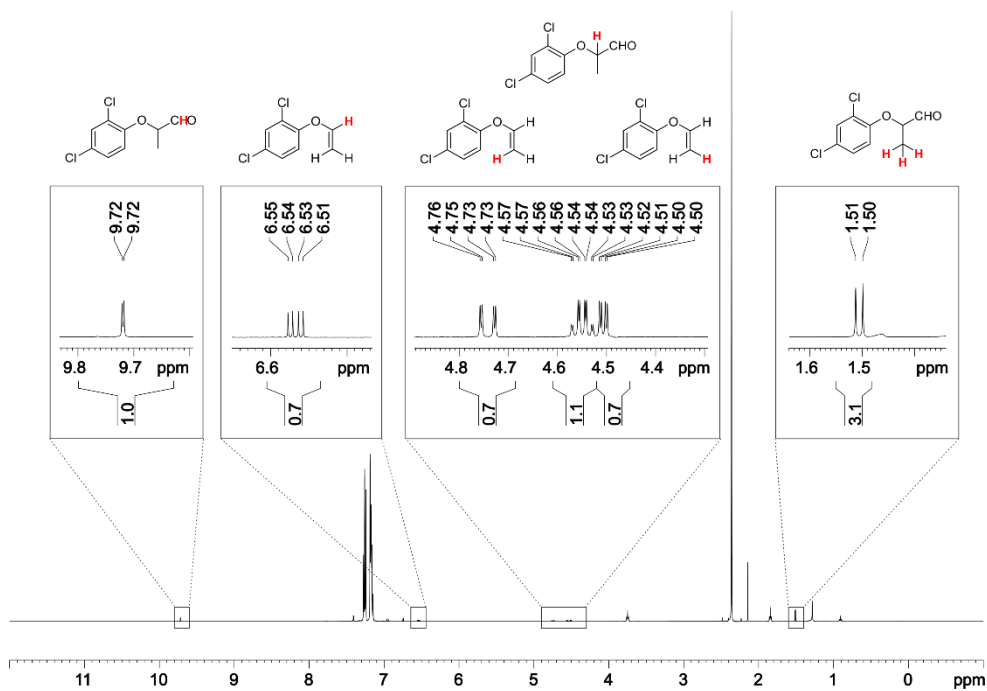 H
O CHO
Cl
Cl
Cl
O CHO
Cl
Cl
O H
H H
Cl
Cl
O H
H H
Cl
Cl
O H
H H
Cl
Cl
O CHO
Cl
H H
H
9.72
9.72
6.55
6.54
6.53
6.51
4.76
4.75
4.73
4.73
4.57
4.57
4.56
4.56
4.54
4.54
4.53
4.53
4.52
4.51
4.50
4.50
1.51
1.50
9.8 9.7 ppm
6.6 ppm
4.8 4.7 4.6 4.5 4.4 ppm
1.6 1.5 ppm
1.0
0.7
0.7
1.1
0.7
3.1
11 10 9 8 7 6 5 4 3 2 1 0 ppm